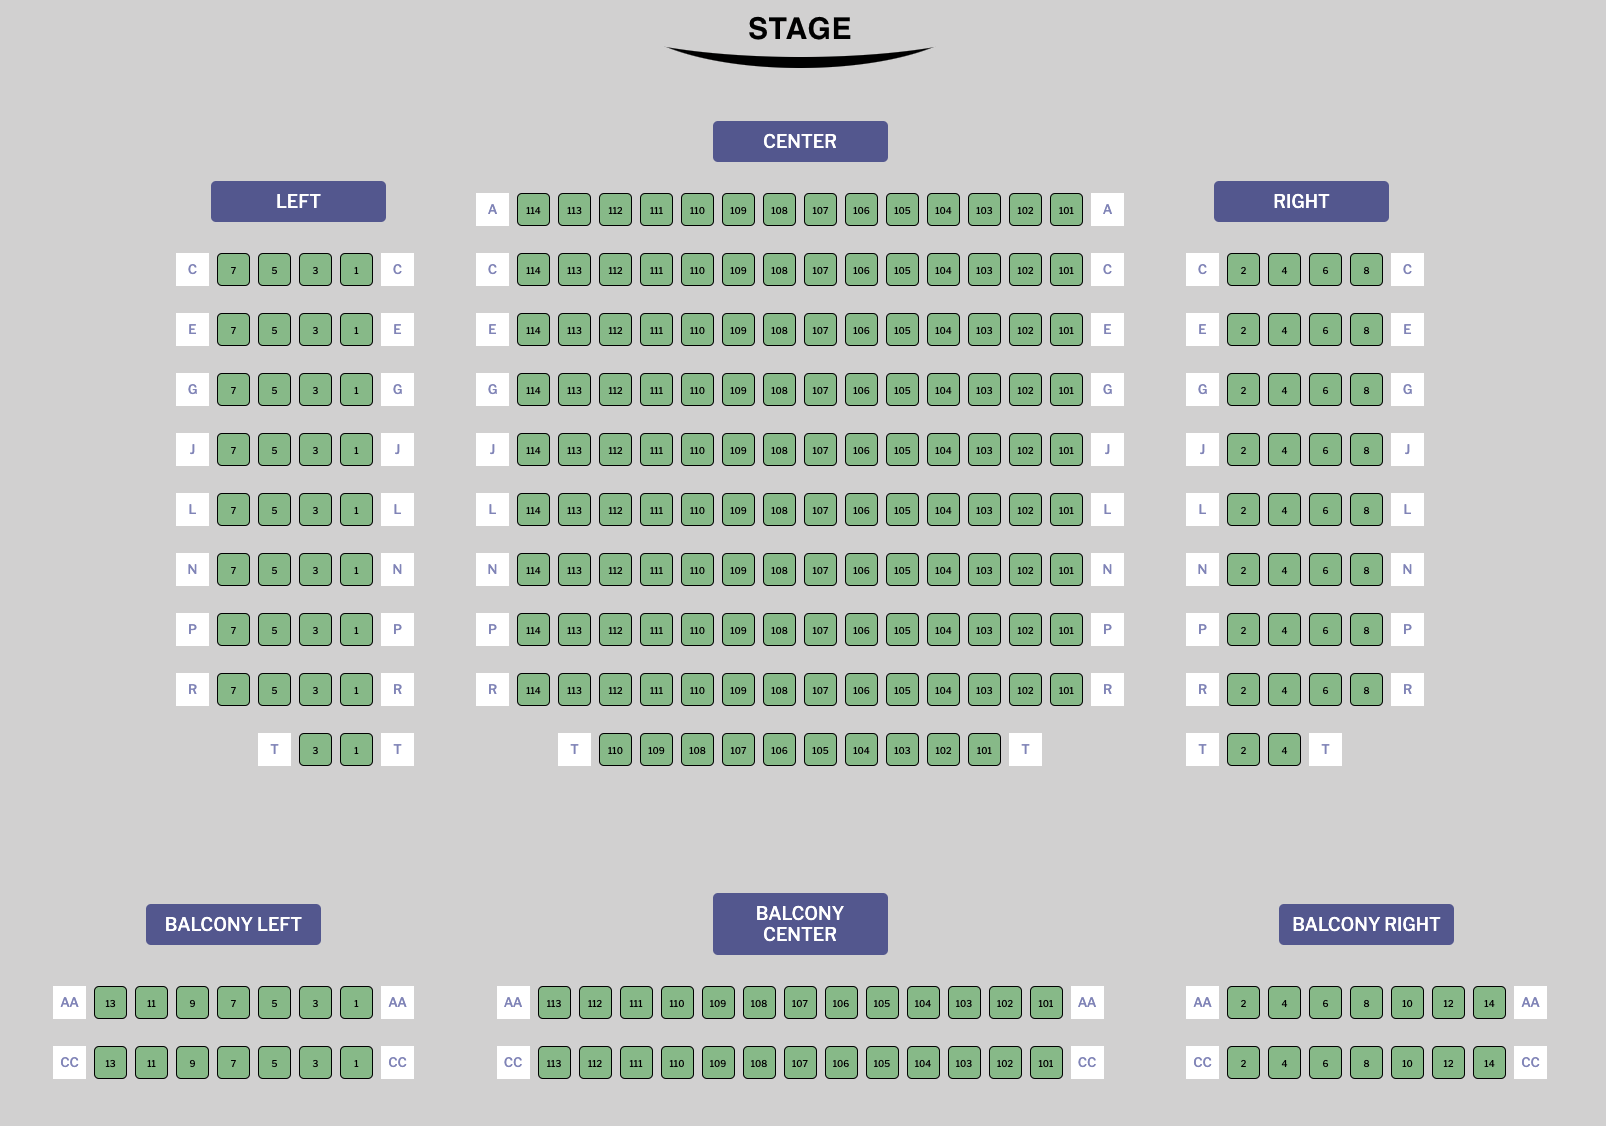 STAGE
CENTER
LEFT
RIGHT
A 114 113 112 111 110 109 108 107 106 105 104 103 102 101 A
C 7 5 3 1 C C 114 113 112 111 110 109 108 107 106 105 104 103 102 101 C C 2 4 6 8 C
E 7 5 3 1 E E 114 113 112 111 110 109 108 107 106 105 104 103 102 101 E E 2 4 6 8 E
G 7 5 3 1 G G 114 113 112 111 110 109 108 107 106 105 104 103 102 101 G G 2 4 6 8 G
J 7 5 3 1 J J 114 113 112 111 110 109 108 107 106 105 104 103 102 101 J J 2 4 6 8 J
L 7 5 3 1 L L 114 113 112 111 110 109 108 107 106 105 104 103 102 101 L L 2 4 6 8 L
N 7 5 3 1 N N 114 113 112 111 110 109 108 107 106 105 104 103 102 101 N N 2 4 6 8 N
P 7 5 3 1 P P 114 113 112 111 110 109 108 107 106 105 104 103 102 101 P P 2 4 6 8 P
R 7 5 3 1 R R 114 113 112 111 110 109 108 107 106 105 104 103 102 101 R R 2 4 6 8 R
T 3 1 T T 110 109 108 107 106 105 104 103 102 101 T T 2 4 T
BALCONY LEFT
BALCONY
CENTER
BALCONY RIGHT
AA 13 11 9 7 5 3 1 AA AA 113 112 111 110 109 108 107 106 105 104 103 102 101 AA AA 2 4 6 8 10 12 14 AA
CC 13 11 9 7 5 3 1 CC CC 113 112 111 110 109 108 107 106 105 104 103 102 101 CC CC 2 4 6 8 10 12 14 CC